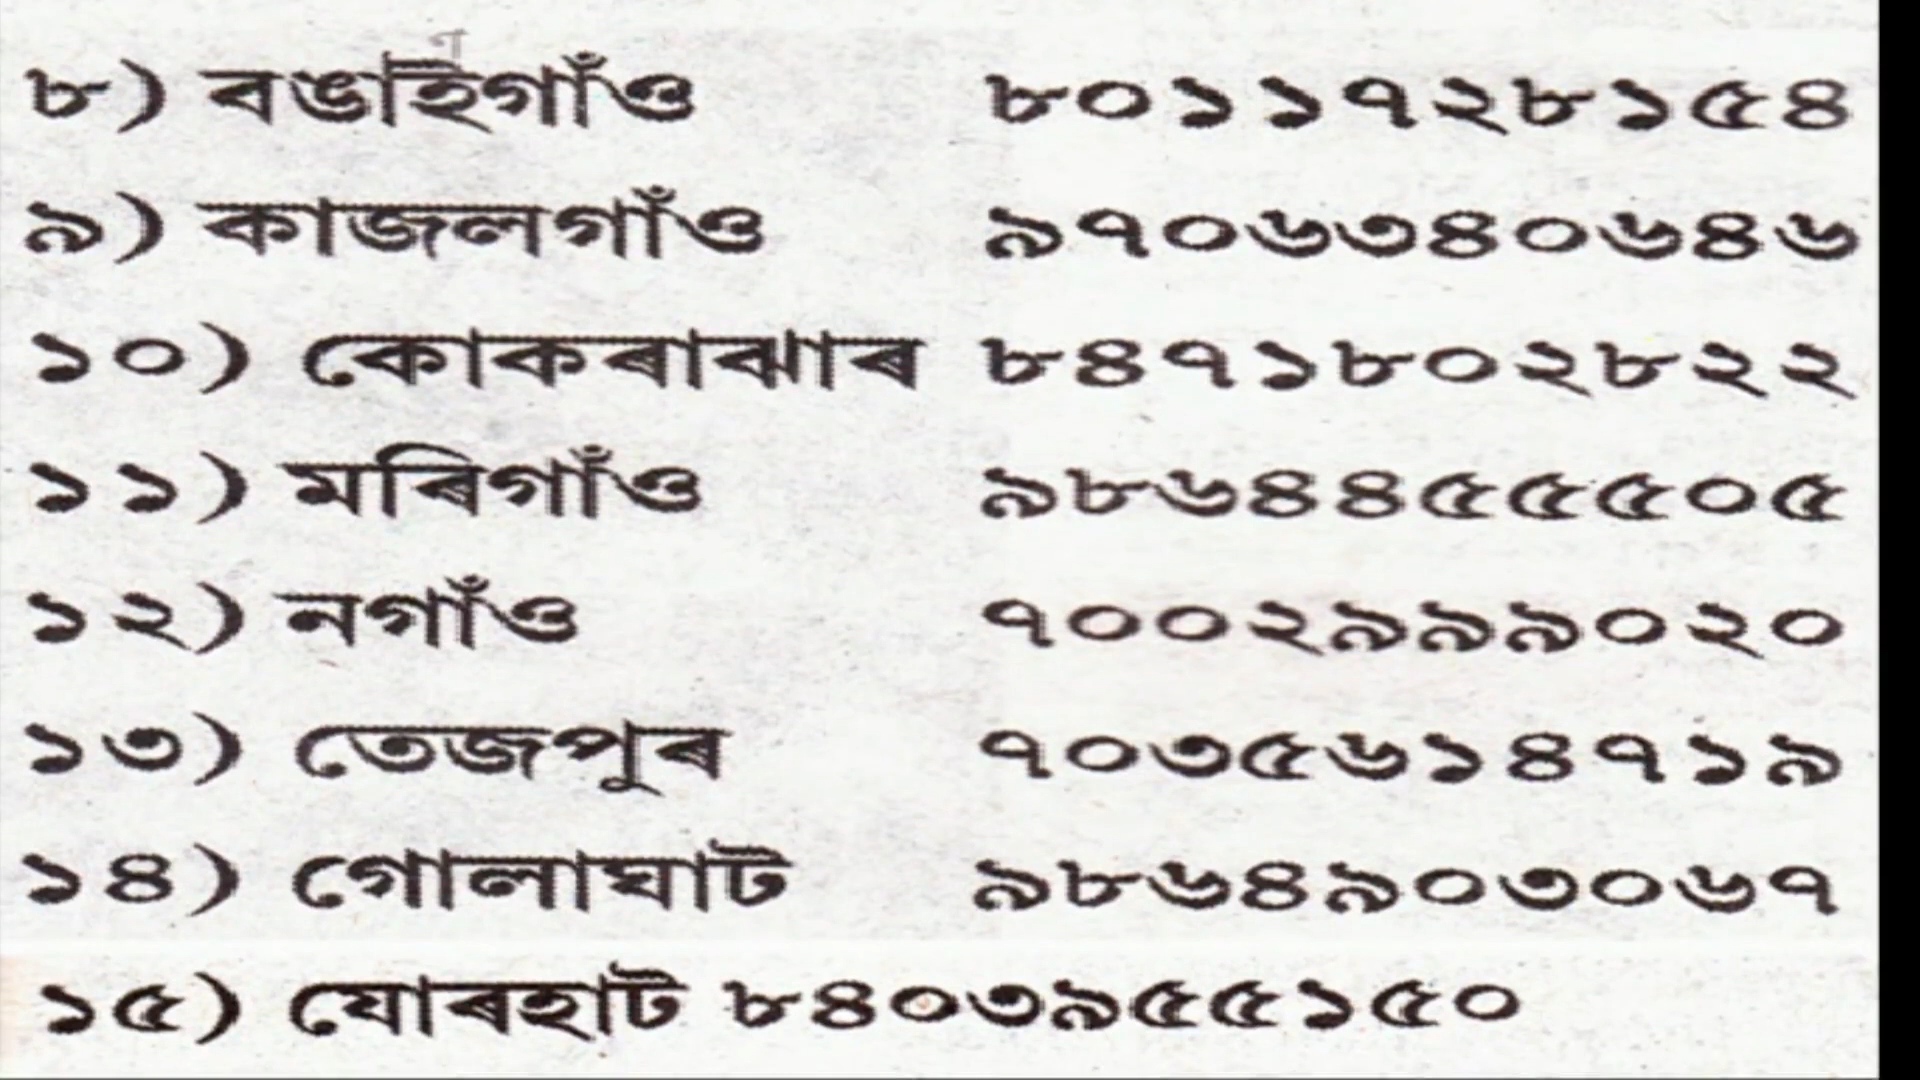 ৮) বঙাইগাঁও ৮০১১৭২৮১৫৪
৯) কাজলগাঁও ৯৭০৬৩৪০৬৪৬
১০) কোকৰাঝাৰ ৮৪৭১৮০২৮২২
১১) মৰিগাঁও ৯৮৬৪৪৫৫৫০৫
১২) নগাঁও ৭০০২৯৯৯০২০
১৩) তেজপুৰ ৭০৩৫৬১৪৭১৯
১৪) গোলাঘাট ৯৮৬৪৯০৩০৬৭
১৫) যোৰহাট ৮৪০৩৯৫৫১৫০